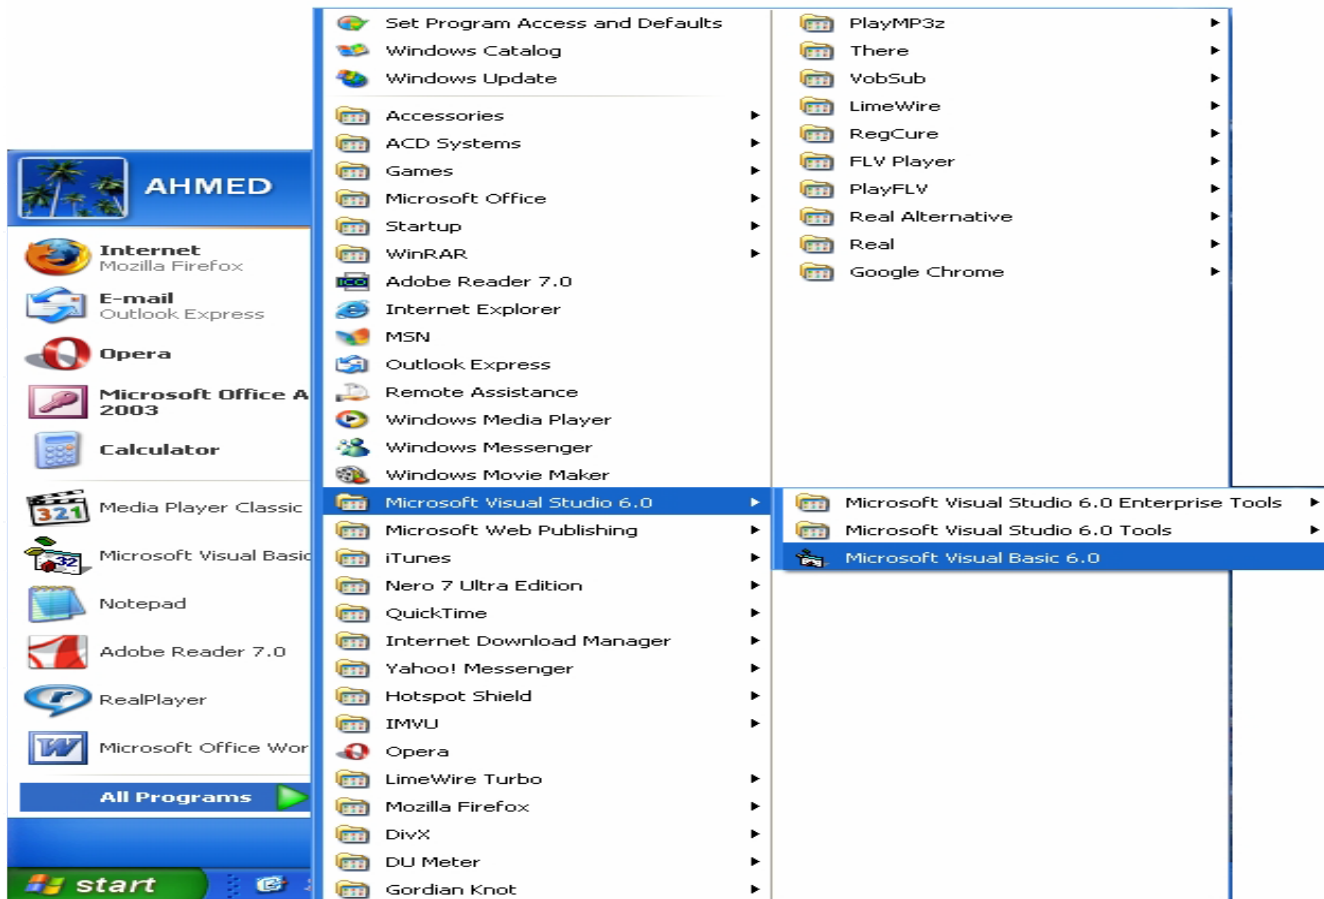 AHMED
Internet
Mozilla Firefox
E-mail
Outlook Express
Opera
Microsoft Office A
2003
Calculator
Media Player Classic
Microsoft Visual Basic
Notepad
Adobe Reader 7.0
RealPlayer
Microsoft Office Wor
All Programs
start
Set Program Access and Defaults
Windows Catalog
Windows Update
Accessories
ACD Systems
Games
Microsoft Office
Startup
WinRAR
Adobe Reader 7.0
Internet Explorer
MSN
Outlook Express
Remote Assistance
Windows Media Player
Windows Messenger
Windows Movie Maker
Microsoft Visual Studio 6.0
Microsoft Web Publishing
iTunes
Nero 7 Ultra Edition
QuickTime
Internet Download Manager
Yahoo! Messenger
Hotspot Shield
IMVU
Opera
LimeWire Turbo
Mozilla Firefox
DivX
DU Meter
Gordian Knot
PlayMP3z
There
VobSub
LimeWire
RegCure
FLV Player
PlayFLV
Real Alternative
Real
Google Chrome
Microsoft Visual Studio 6.0 Enterprise Tools
Microsoft Visual Studio 6.0 Tools
Microsoft Visual Basic 6.0